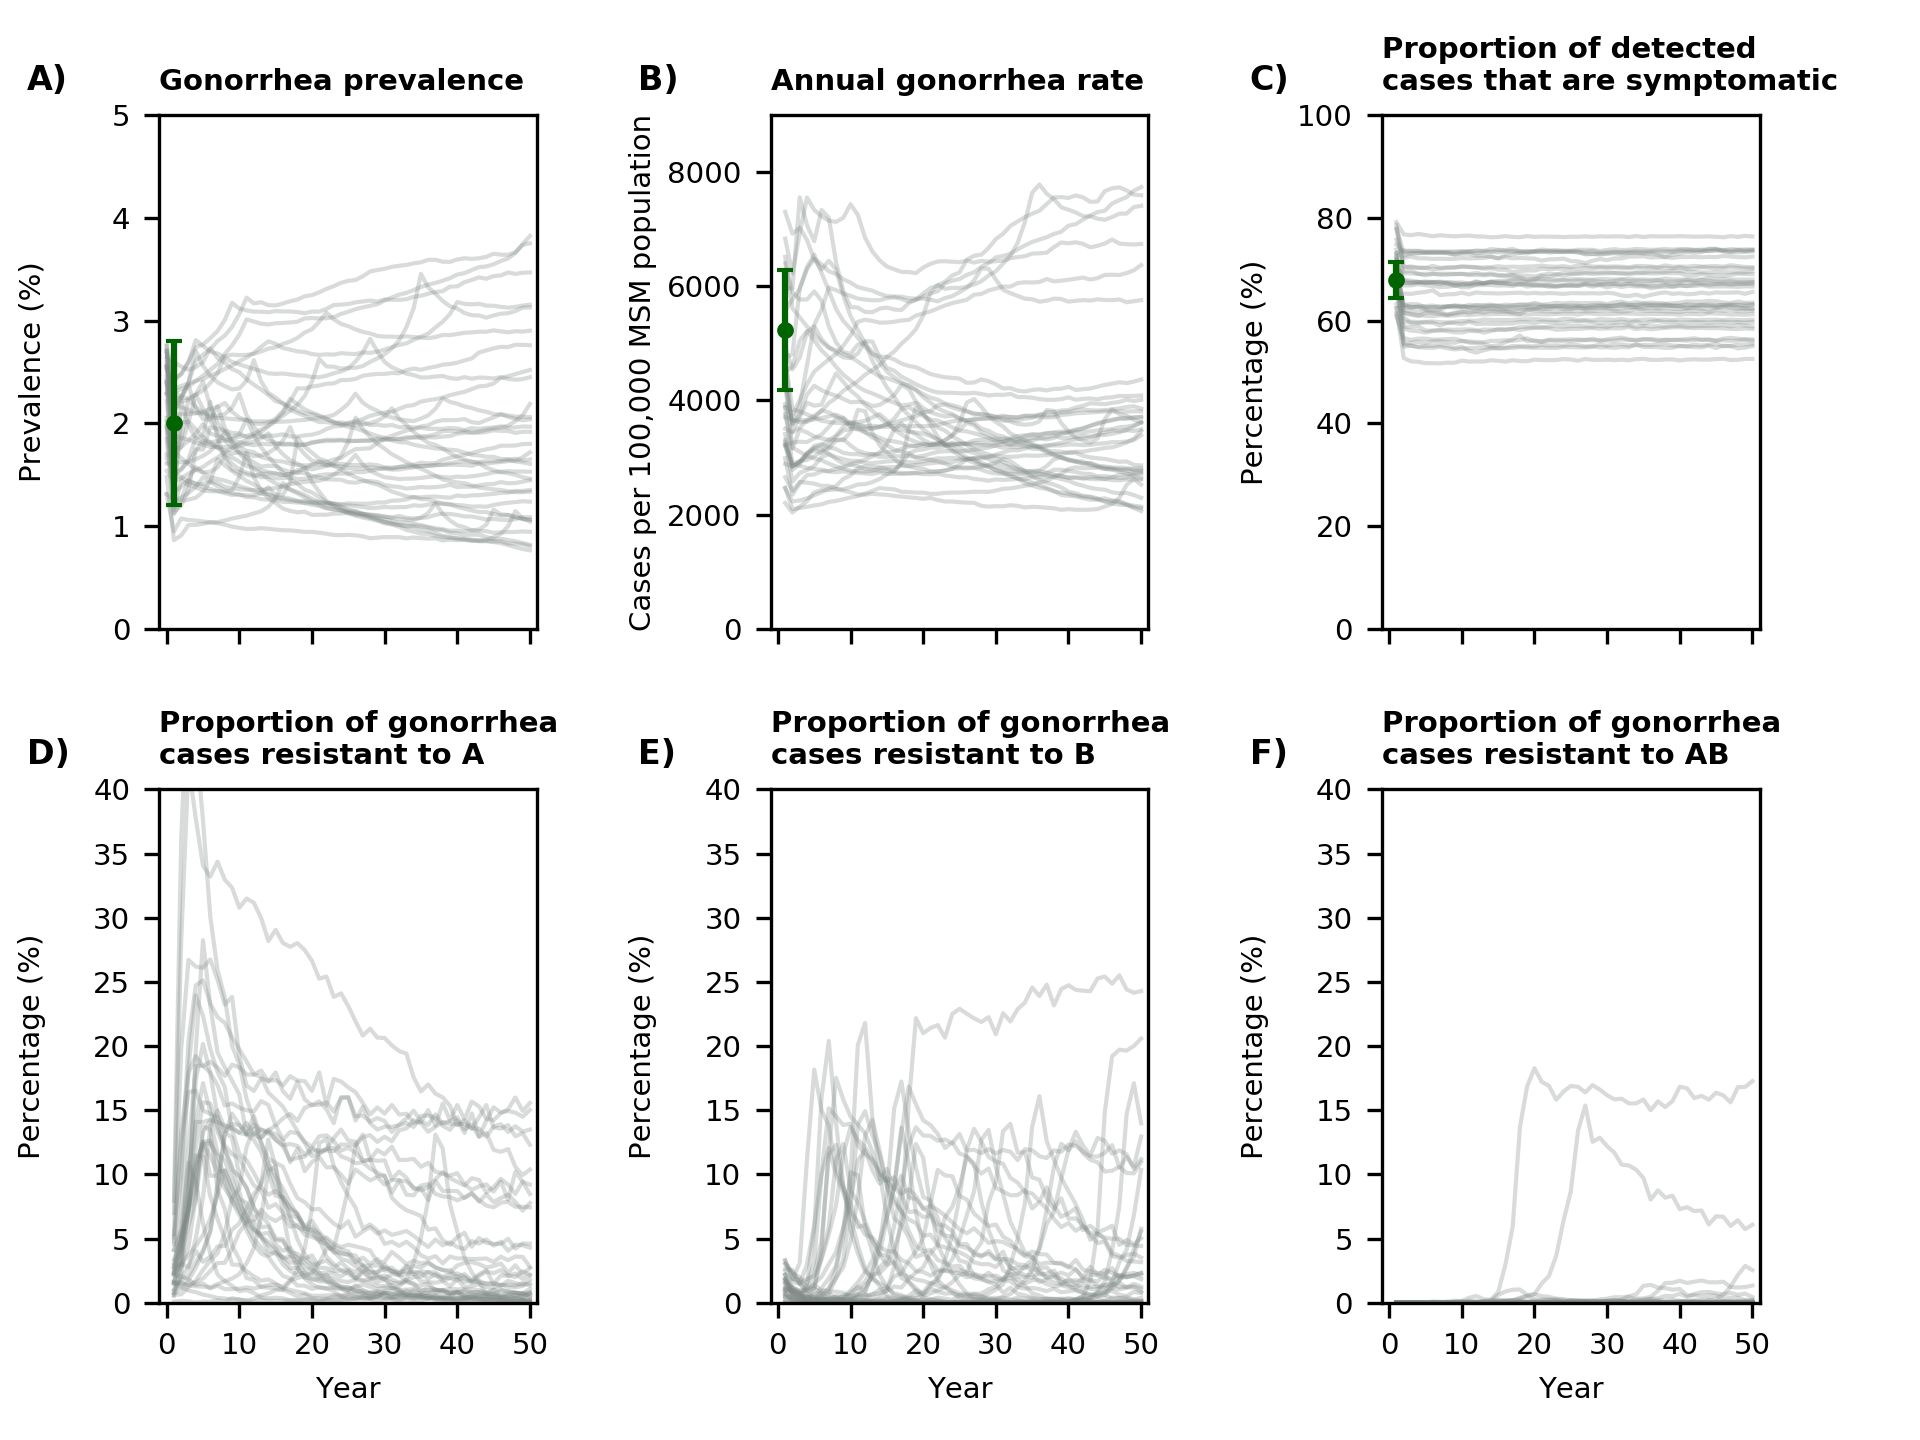 A) Gonorrhea prevalence
5
4
3
2
1
0
Prevalence (%)
B) Annual gonorrhea rate
8000
6000
4000
2000
0
Cases per 100,000 MSM population
C) Proportion of detected
cases that are symptomatic
100
80
60
40
20
0
Percentage (%)
D) Proportion of gonorrhea
cases resistant to A
40
35
30
25
20
15
10
5
0
Percentage (%)
0 10 20 30 40 50
Year
E) Proportion of gonorrhea
cases resistant to B
40
35
30
25
20
15
10
5
0
Percentage (%)
0 10 20 30 40 50
Year
F) Proportion of gonorrhea
cases resistant to AB
40
35
30
25
20
15
10
5
0
Percentage (%)
0 10 20 30 40 50
Year